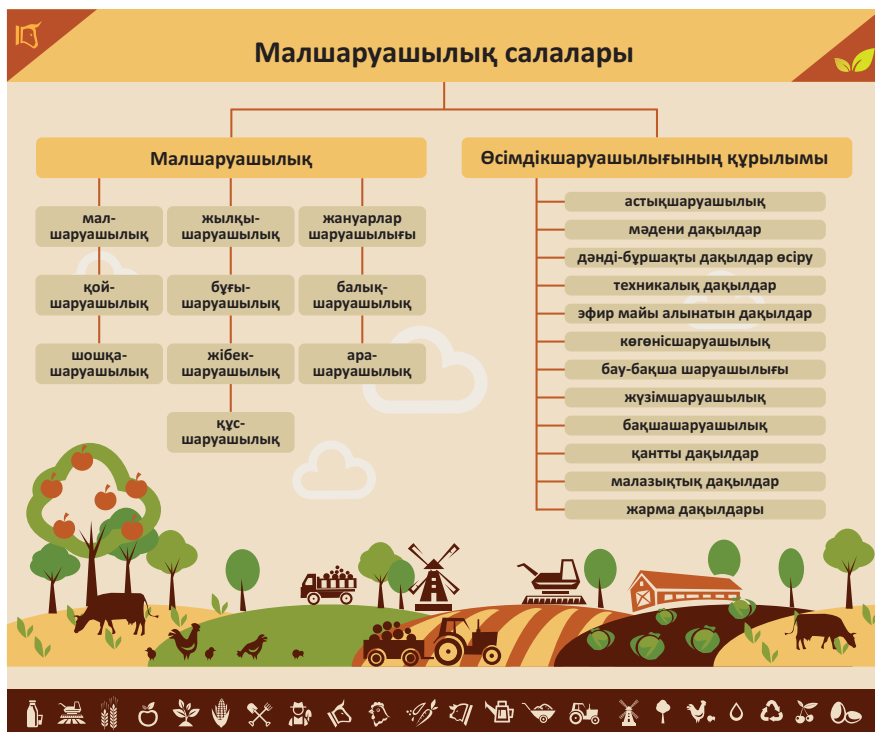 Малшаруашылық салалары
Малшаруашылық
мал-
шаруашылық
қой-
шаруашылық
шошқа-
шаруашылық
жылқы-
шаруашылық
бұғы-
шаруашылық
жібек-
шаруашылық
құс-
шаруашылық
жануарлар
шаруашылығы
балық-
шаруашылық
ара-
шаруашылық
Өсімдікшаруашылығының құрылымы
астықшаруашылық
мәдени дақылдар
дәнді-бұршақты дақылдар өсіру
техникалық дақылдар
эфир майы алынатын дақылдар
көгөнісшаруашылық
бау-бақша шаруашылығы
жүзімшаруашылық
бақшашаруашылық
қантты дақылдар
малазықтық дақылдар
жарма дақылдары